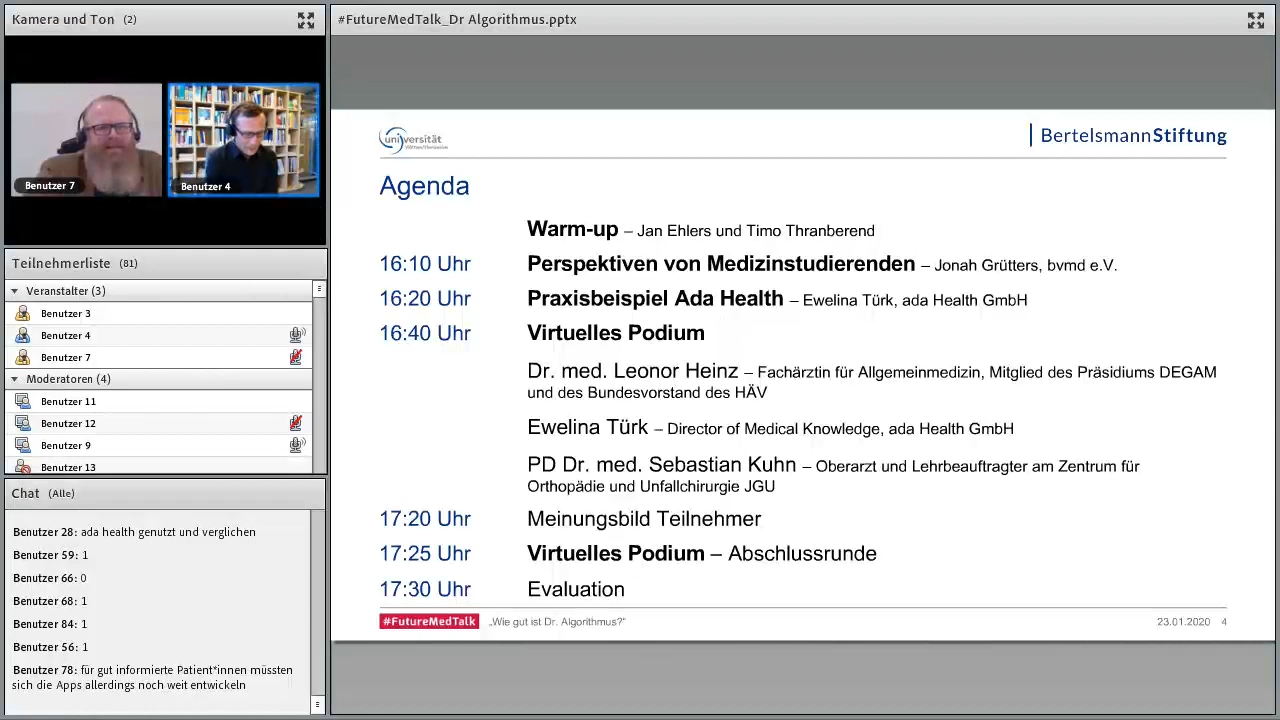 Kamera und Ton (2)
Benutzer 7
Benutzer 4
Teilnehmerliste (81)
Veranstalter (3)
Benutzer 3
Benutzer 4
Benutzer 7
Moderatoren (4)
Benutzer 11
Benutzer 12
Benutzer 9
Benutzer 13
Chat (Alle)
Benutzer 28: ada health genutzt und verglichen
Benutzer 59: 1
Benutzer 66: 0
Benutzer 68: 1
Benutzer 84: 1
Benutzer 56: 1
Benutzer 78: für gut informierte Patient*innen müssten
sich die Apps allerdings noch weit entwickeln
#FutureMedTalk_Dr Algorithmus.pptx
universität
Witten/Herdecke
BertelsmannStiftung
Agenda
Warm-up – Jan Ehlers und Timo Thranberend
16:10 Uhr Perspektiven von Medizinstudierenden – Jonah Grütters, bvmd e.V.
16:20 Uhr Praxisbeispiel Ada Health – Ewelina Türk, ada Health GmbH
16:40 Uhr Virtuelles Podium
Dr. med. Leonor Heinz – Fachärztin für Allgemeinmedizin, Mitglied des Präsidiums DEGAM
und des Bundesvorstand des HÄV
Ewelina Türk – Director of Medical Knowledge, ada Health GmbH
PD Dr. med. Sebastian Kuhn – Oberarzt und Lehrbeauftragter am Zentrum für
Orthopädie und Unfallchirurgie JGU
17:20 Uhr Meinungsbild Teilnehmer
17:25 Uhr Virtuelles Podium – Abschlussrunde
17:30 Uhr Evaluation
#FutureMedTalk „Wie gut ist Dr. Algorithmus?" 23.01.2020 4